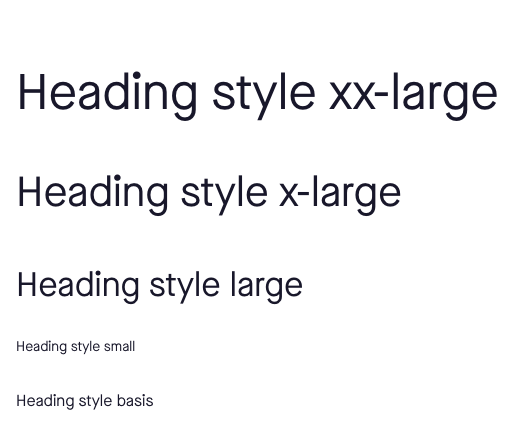 Heading style xx-large
Heading style x-large
Heading style large
Heading style small
Heading style basis